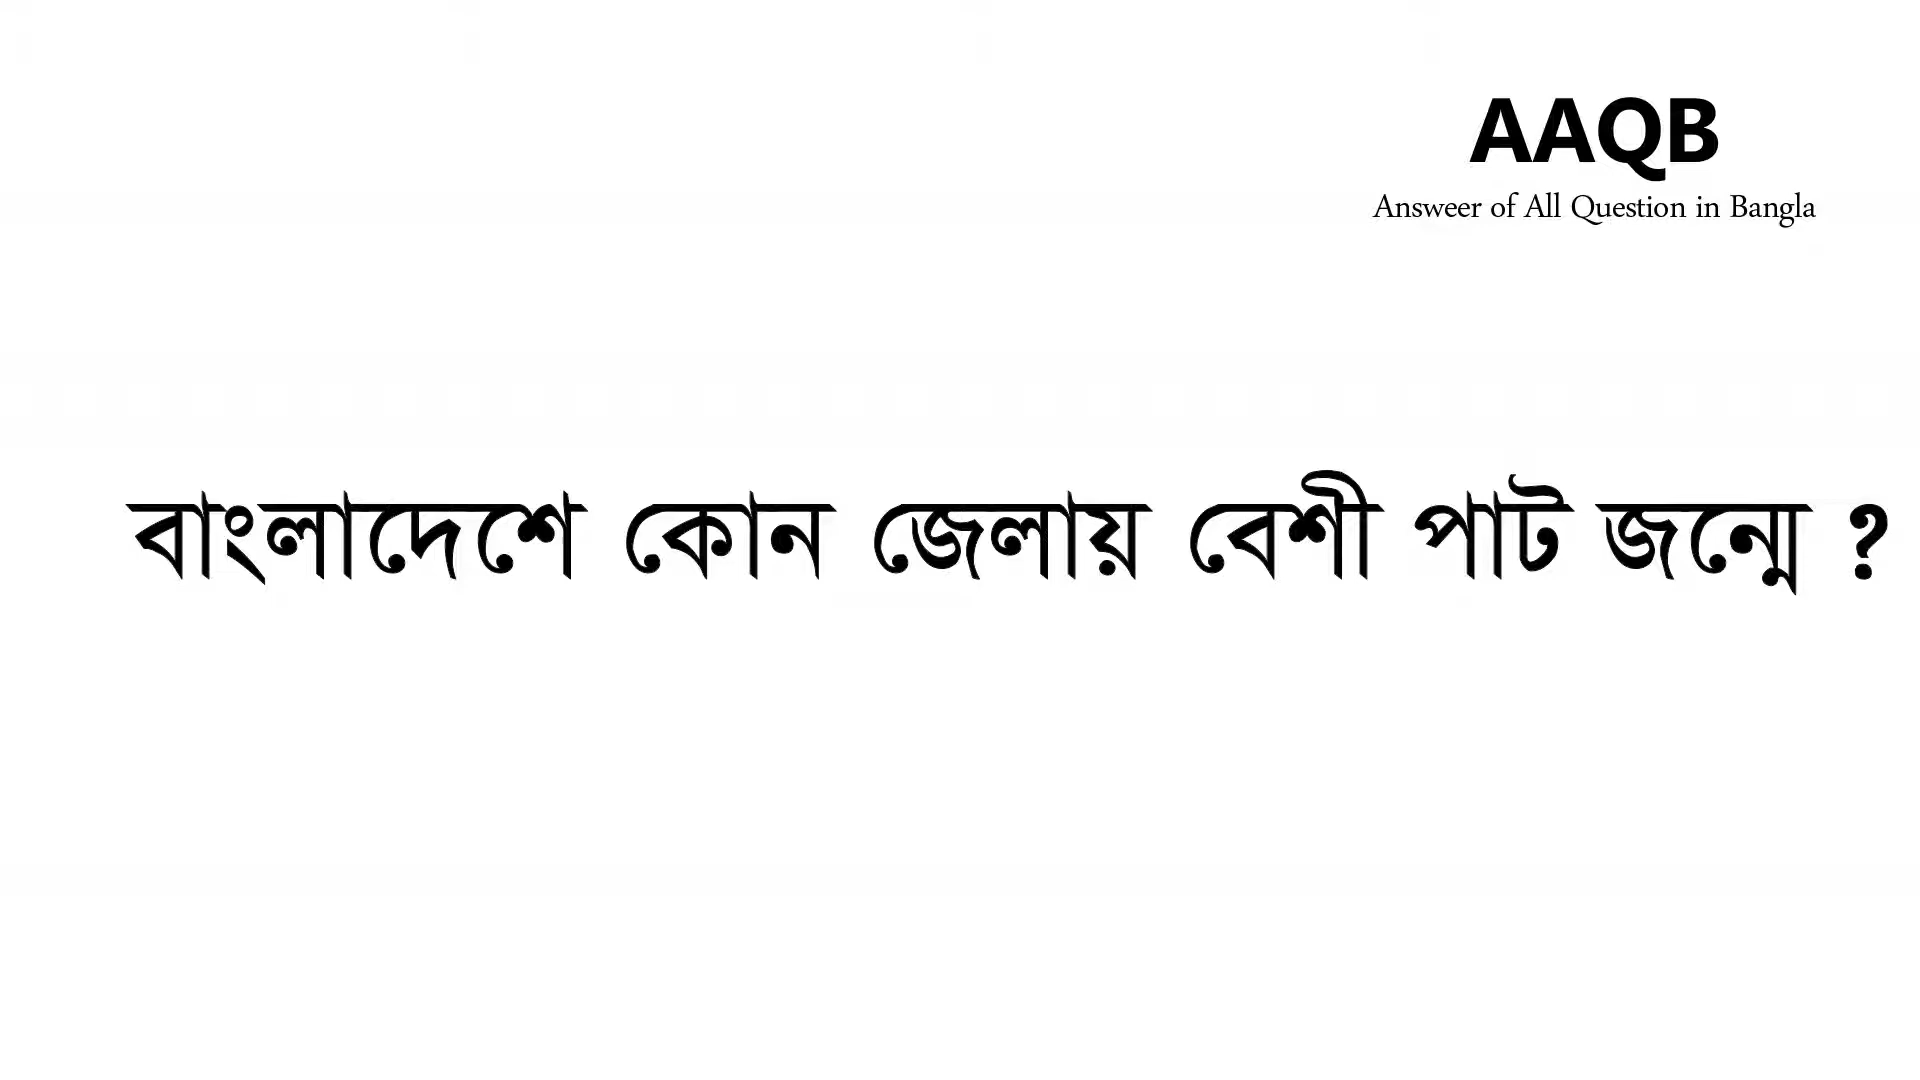 AAQB
Answeer of All Question in Bangla
বাংলাদেশে কোন জেলায় বেশী পাট জন্মে ?